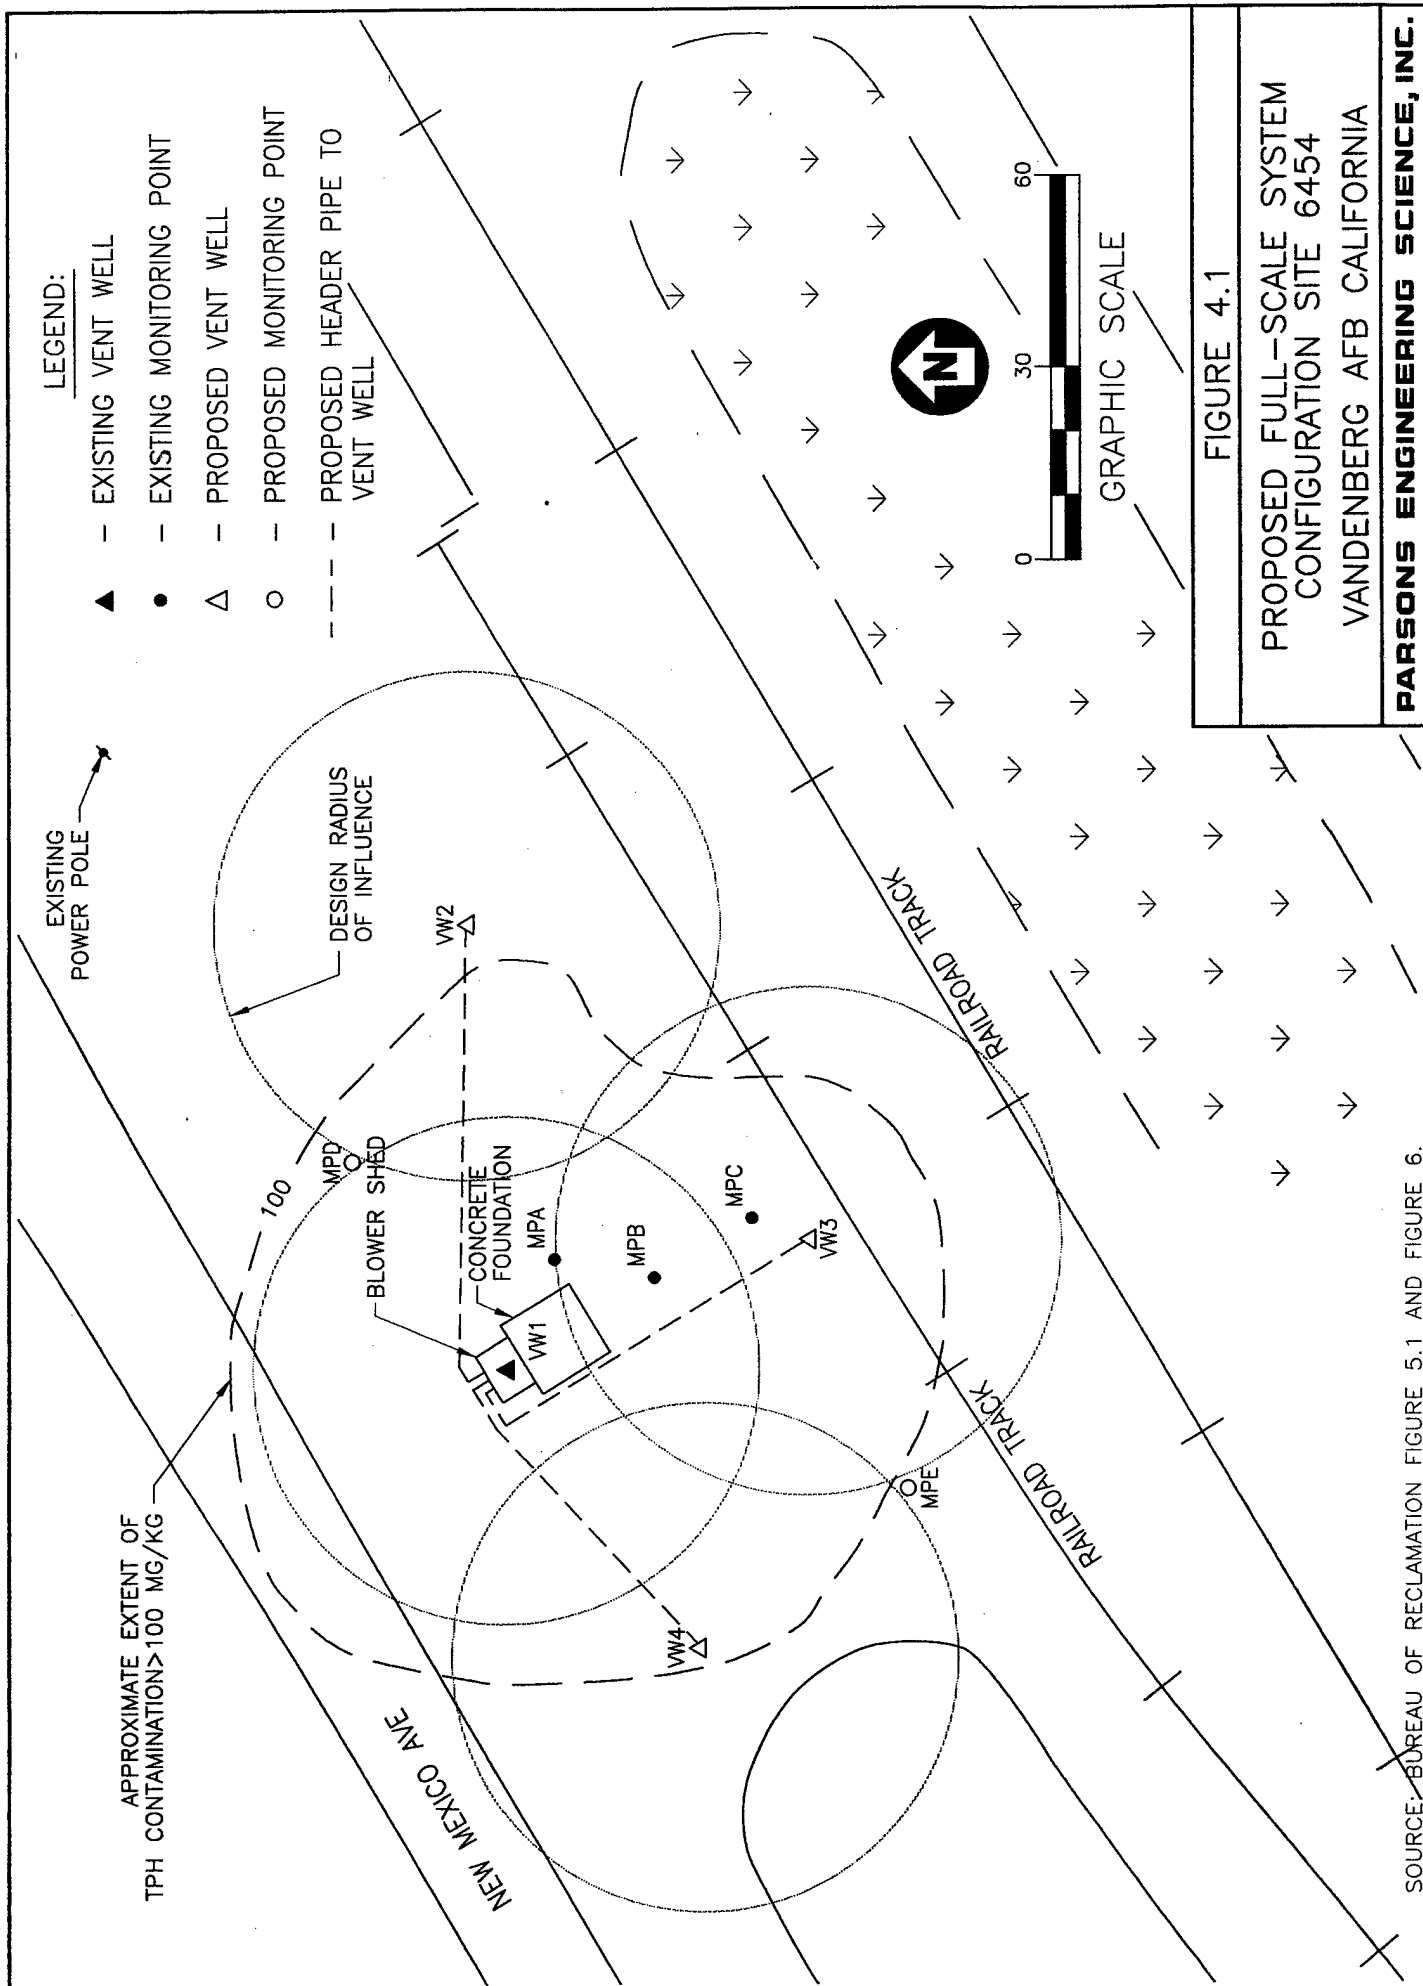 APPROXIMATE EXTENT OF
TPH CONTAMINATION>100 MG/KG
EXISTING
POWER POLE
LEGEND:
▲ – EXISTING VENT WELL
● – EXISTING MONITORING POINT
△ – PROPOSED VENT WELL
○ – PROPOSED MONITORING POINT
– – – – PROPOSED HEADER PIPE TO
VENT WELL
DESIGN RADIUS
OF INFLUENCE
100
MPD
BLOWER SHED
VW2
CONCRETE
FOUNDATION
VW1
MPA
MPB
MPC
VW3
VW4
MPE
NEW MEXICO AVE
RAILROAD TRACK
RAILROAD TRACK
N
0 30 60
GRAPHIC SCALE
FIGURE 4.1
PROPOSED FULL–SCALE SYSTEM
CONFIGURATION SITE 6454
VANDENBERG AFB CALIFORNIA
PARSONS ENGINEERING SCIENCE, INC.
SOURCE: BUREAU OF RECLAMATION FIGURE 5.1 AND FIGURE 6.